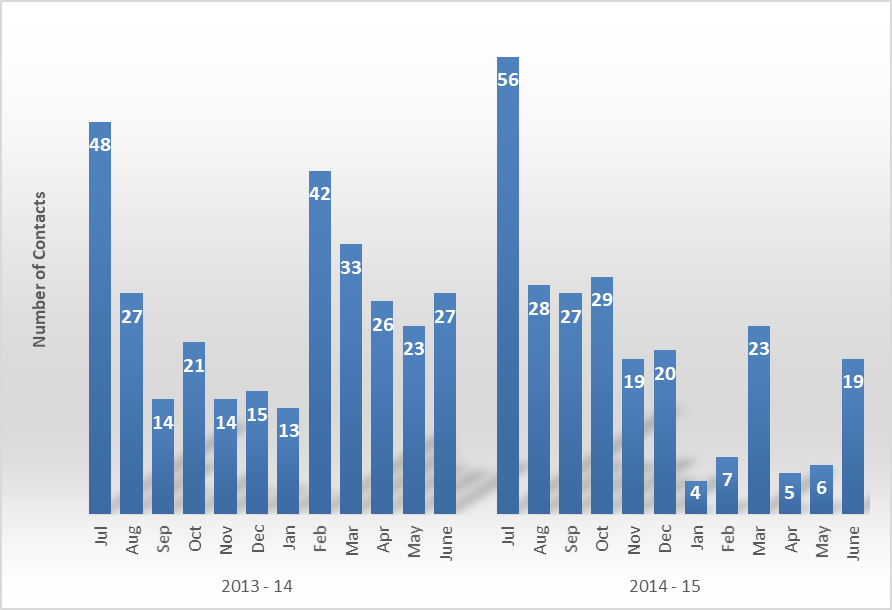 Number of Contacts
48
27
14
21
14
15
13
42
33
26
23
27
56
28
27
29
19
20
4
7
23
5
6
19
Jul
Aug
Sep
Oct
Nov
Dec
Jan
Feb
Mar
Apr
May
June
Jul
Aug
Sep
Oct
Nov
Dec
Jan
Feb
Mar
Apr
May
June
2013 - 14
2014 - 15